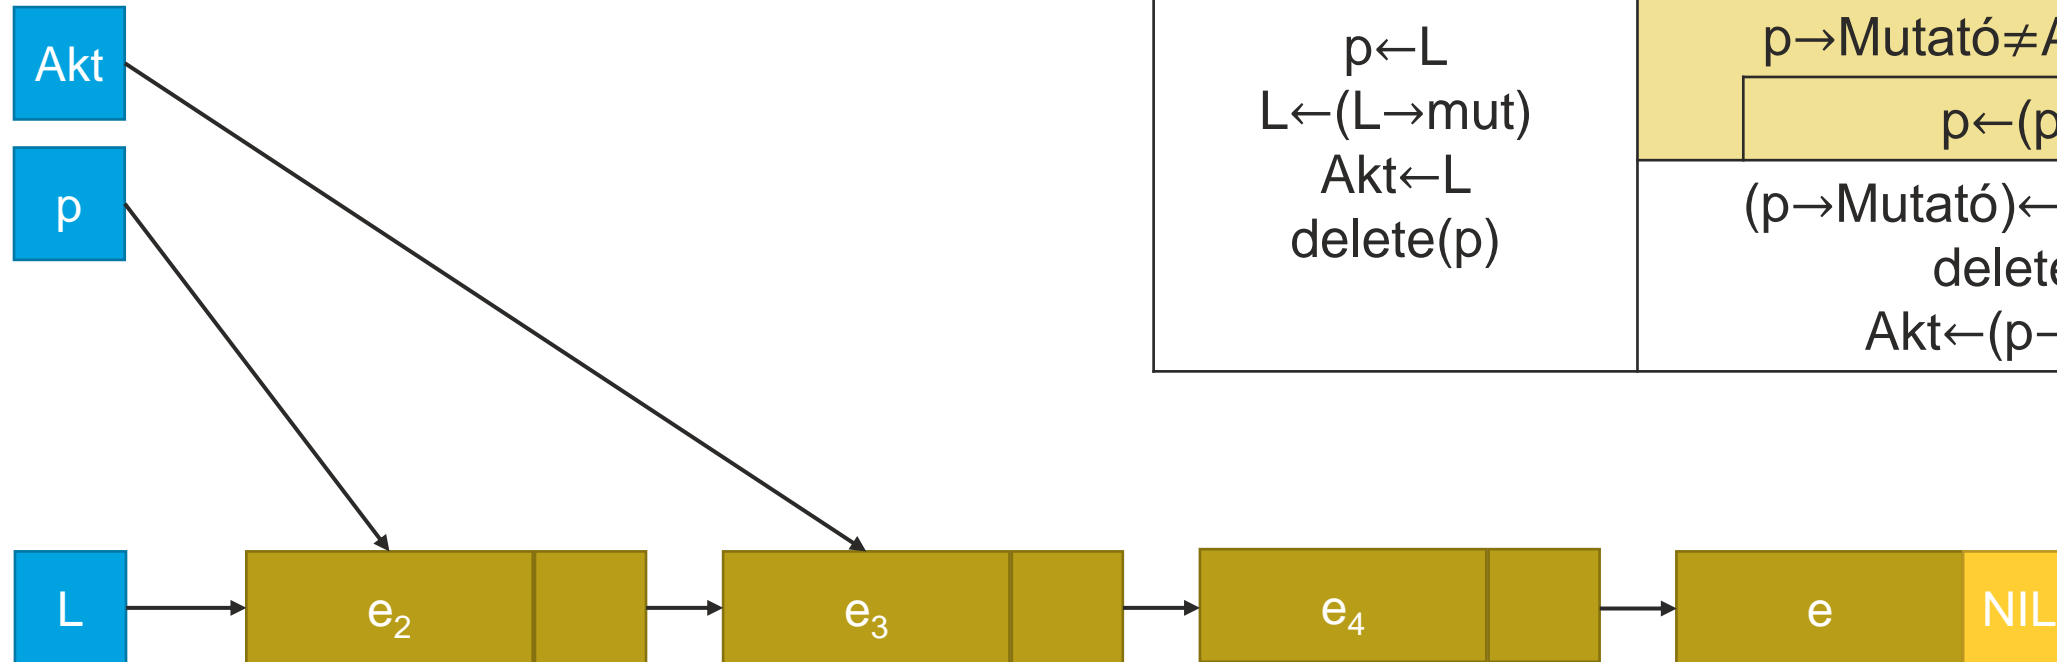 Akt
p
p←L
L←(L→mut)
Akt←L
delete(p)
p→Mutató≠A
p←(p
(p→Mutató)←
delete
Akt←(p→
L
e₂
e₃
e₄
e
NIL